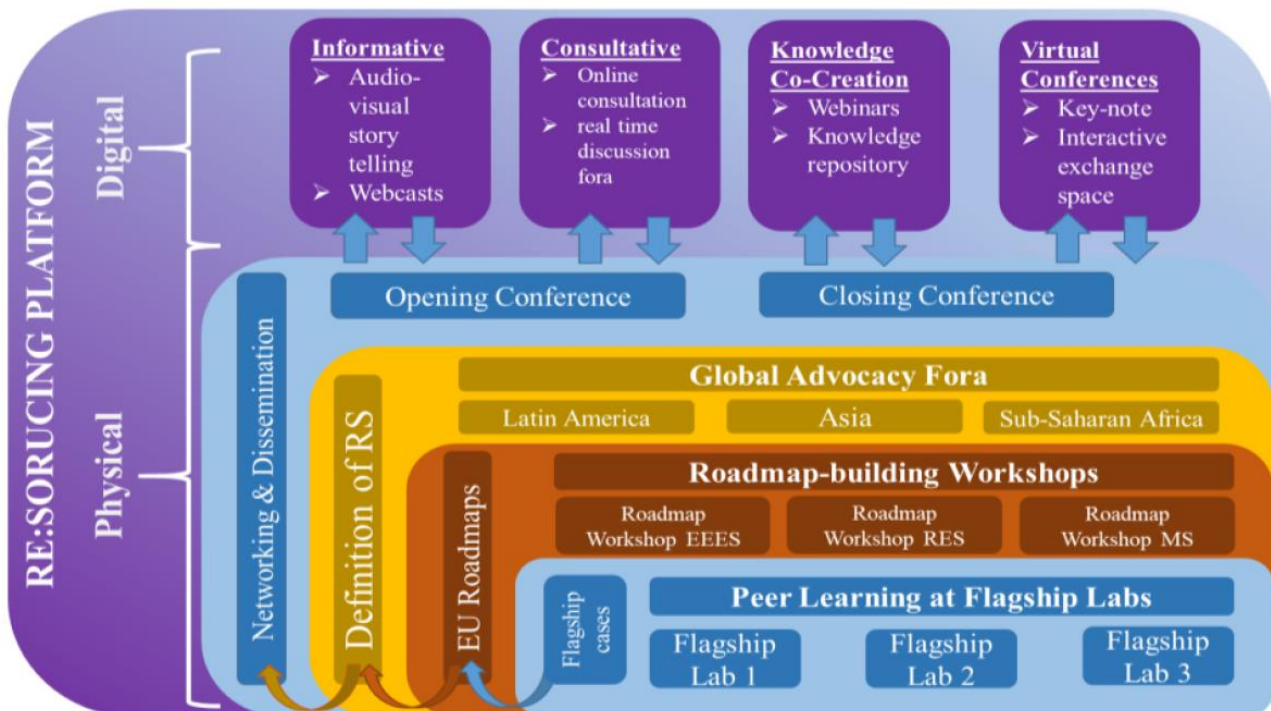 RE:SORUCING PLATFORM
Digital
Physical
Informative
➢ Audio-
visual
story
telling
➢ Webcasts
Consultative
➢ Online
consultation
➢ real time
discussion
fora
Knowledge
Co-Creation
➢ Webinars
➢ Knowledge
repository
Virtual
Conferences
➢ Key-note
➢ Interactive
exchange
space
Opening Conference
Closing Conference
Networking & Dissemination
Definition of RS
Global Advocacy Fora
Latin America
Asia
Sub-Saharan Africa
EU Roadmaps
Roadmap-building Workshops
Roadmap
Workshop EEES
Roadmap
Workshop RES
Roadmap
Workshop MS
Flagship
cases
Peer Learning at Flagship Labs
Flagship
Lab 1
Flagship
Lab 2
Flagship
Lab 3